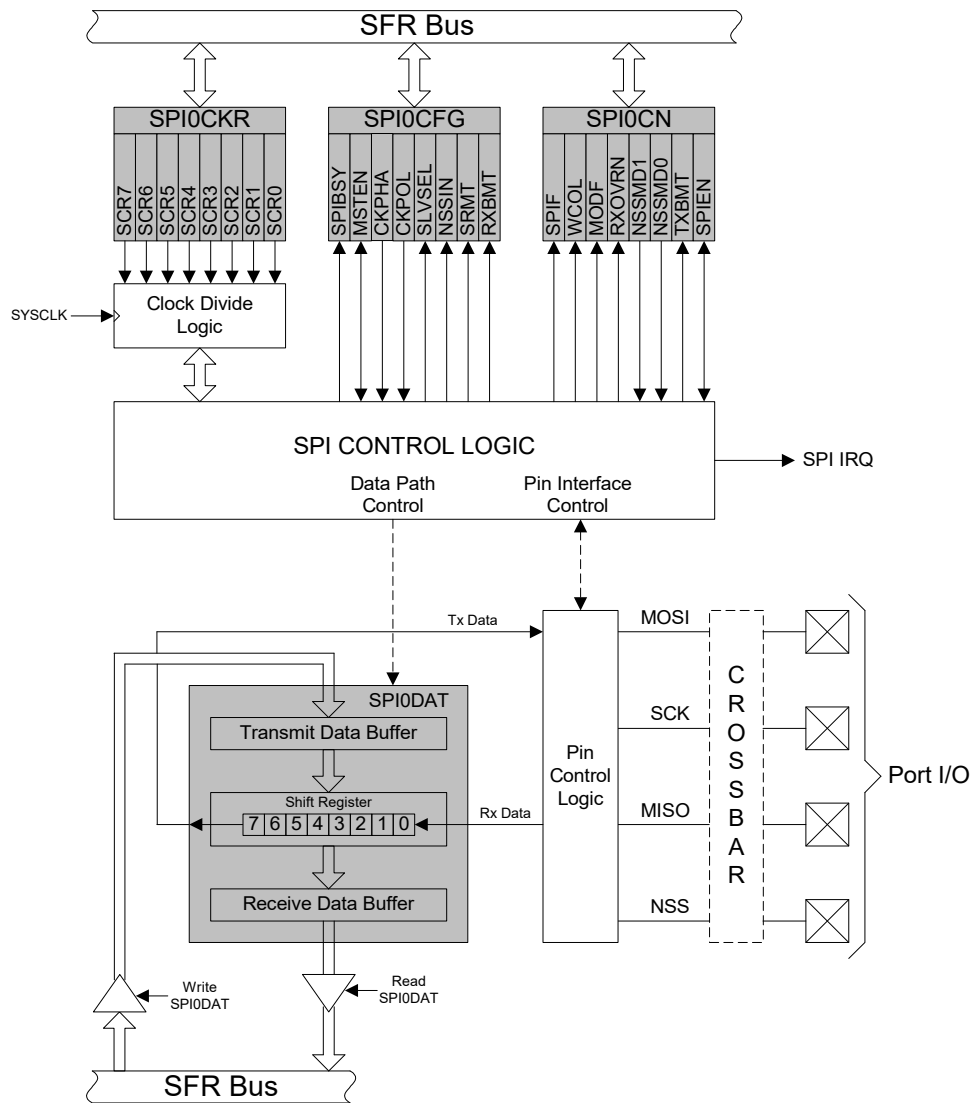 SFR Bus
SPI0CKR
SPI0CFG
SPI0CN
SCR7
SCR6
SCR5
SCR4
SCR3
SCR2
SCR1
SCR0
SPIBSY
MSTEN
CKPHA
CKPOL
SLVSEL
NSSIN
SRMT
RXBMT
SPIF
WCOL
MODF
RXOVRN
NSSMD1
NSSMD0
TXBMT
SPIEN
SYSCLK
Clock Divide
Logic
SPI CONTROL LOGIC
SPI IRQ
Data Path
Control
Pin Interface
Control
Tx Data
MOSI
SPI0DAT
Transmit Data Buffer
SCK
Shift Register
7 6 5 4 3 2 1 0
Rx Data
Pin
Control
Logic
MISO
CROSSBAR
Port I/O
Receive Data Buffer
NSS
Write
SPI0DAT
Read
SPI0DAT
SFR Bus